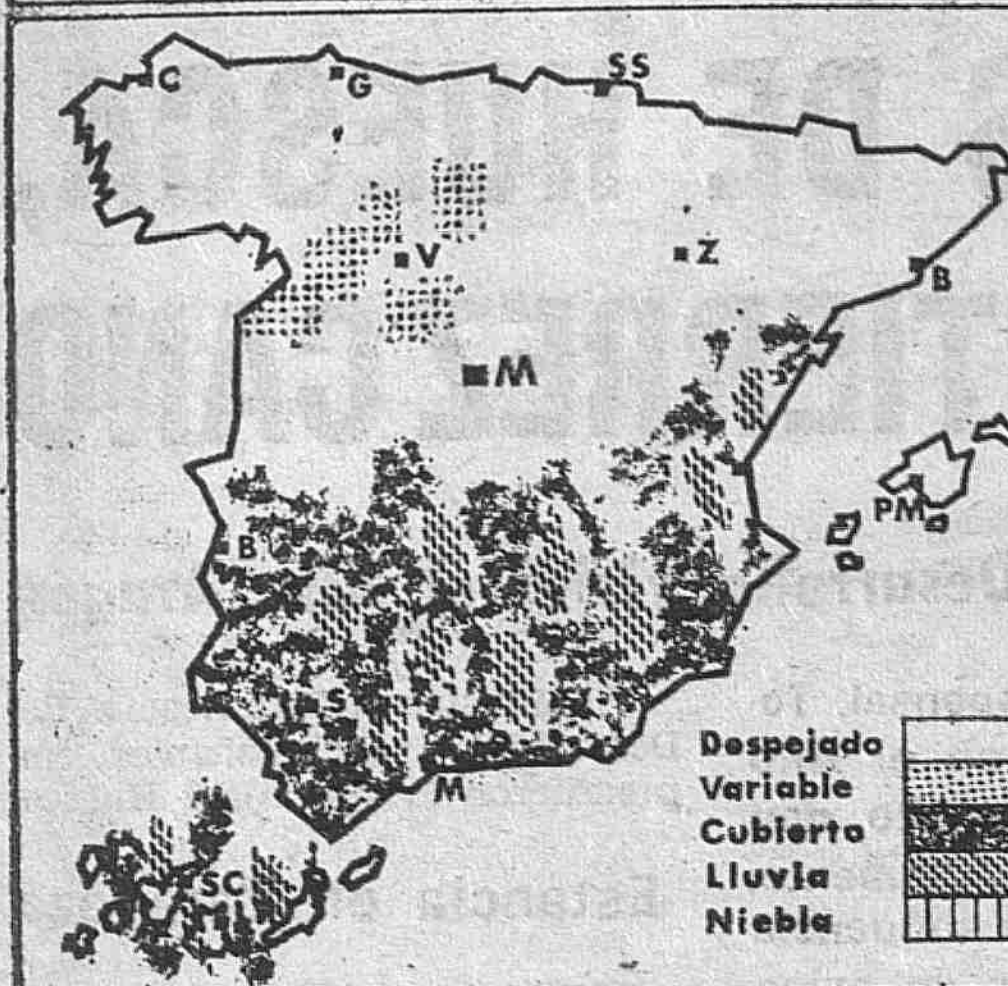 C
G
SS
V
Z
B
M
PM
B
S
M
SC
Despejado
Variable
Cubierto
Lluvia
Niebla